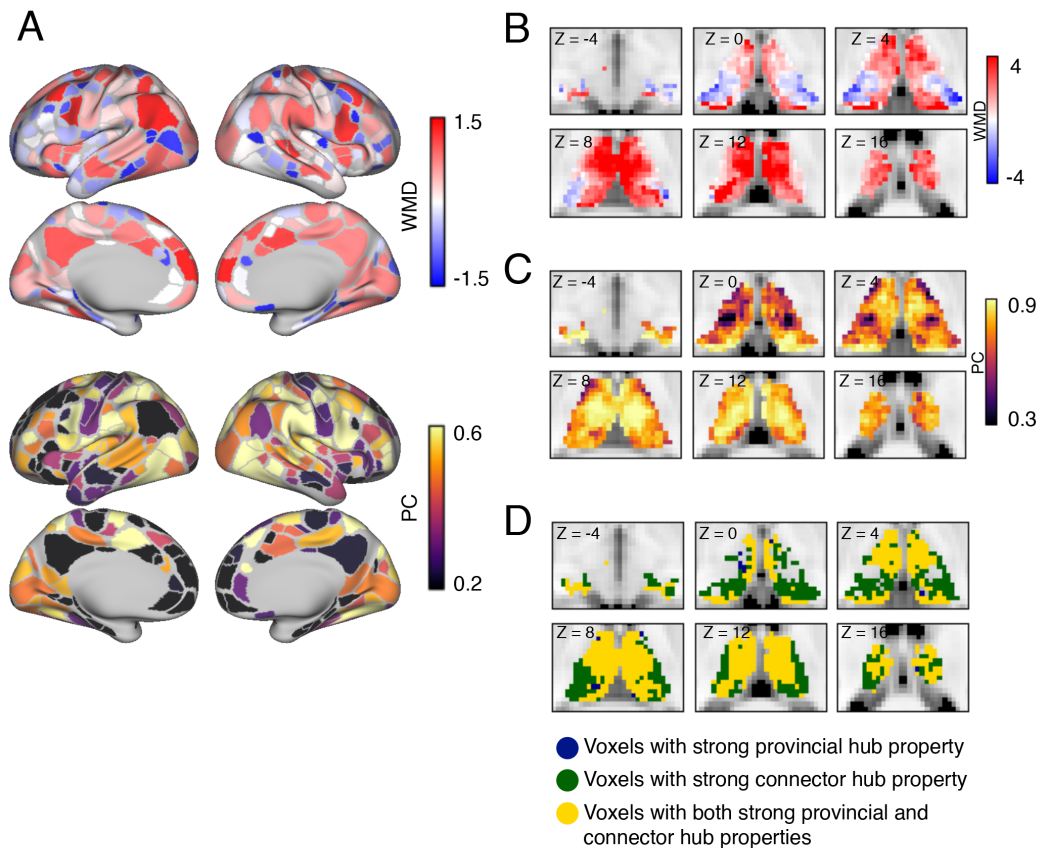 A
1.5
WMD
-1.5
0.6
PC
0.2
B
Z = -4
Z = 0
Z = 4
Z = 8
Z = 12
Z = 16
4
WMD
-4
C
Z = -4
Z = 0
Z = 4
Z = 8
Z = 12
Z = 16
0.9
PC
0.3
D
Z = -4
Z = 0
Z = 4
Z = 8
Z = 12
Z = 16
Voxels with strong provincial hub property
Voxels with strong connector hub property
Voxels with both strong provincial and
connector hub properties